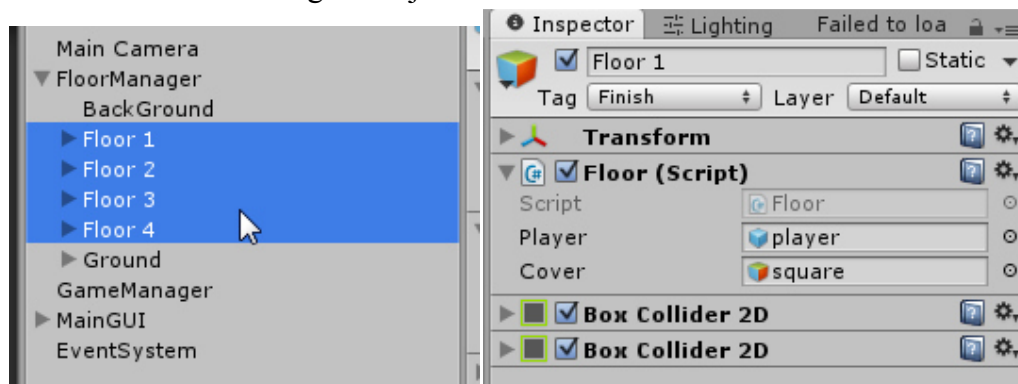 Main Camera
FloorManager
BackGround
Floor 1
Floor 2
Floor 3
Floor 4
Ground
GameManager
MainGUI
EventSystem
Inspector Lighting Failed to loa
Floor 1 Static
Tag Finish Layer Default
Transform
Floor (Script)
Script Floor
Player player
Cover square
Box Collider 2D
Box Collider 2D